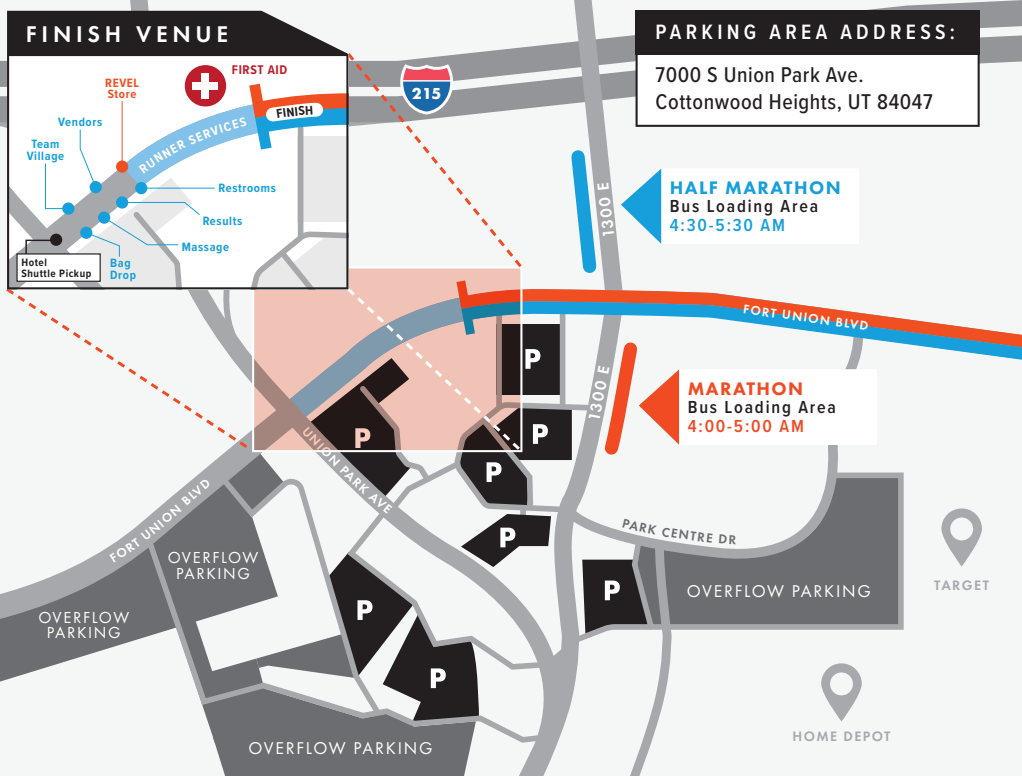 FINISH VENUE
FIRST AID
REVEL
Store
Vendors
Team
Village
RUNNER SERVICES
FINISH
Restrooms
Results
Massage
Bag
Drop
Hotel
Shuttle Pickup
215
PARKING AREA ADDRESS:
7000 S Union Park Ave.
Cottonwood Heights, UT 84047
1300 E
HALF MARATHON
Bus Loading Area
4:30-5:30 AM
FORT UNION BLVD
1300 E
MARATHON
Bus Loading Area
4:00-5:00 AM
P
P
P
P
P
UNION PARK AVE
FORT UNION BLVD
PARK CENTRE DR
OVERFLOW
PARKING
OVERFLOW
PARKING
P
P
P
OVERFLOW PARKING
OVERFLOW PARKING
TARGET
HOME DEPOT